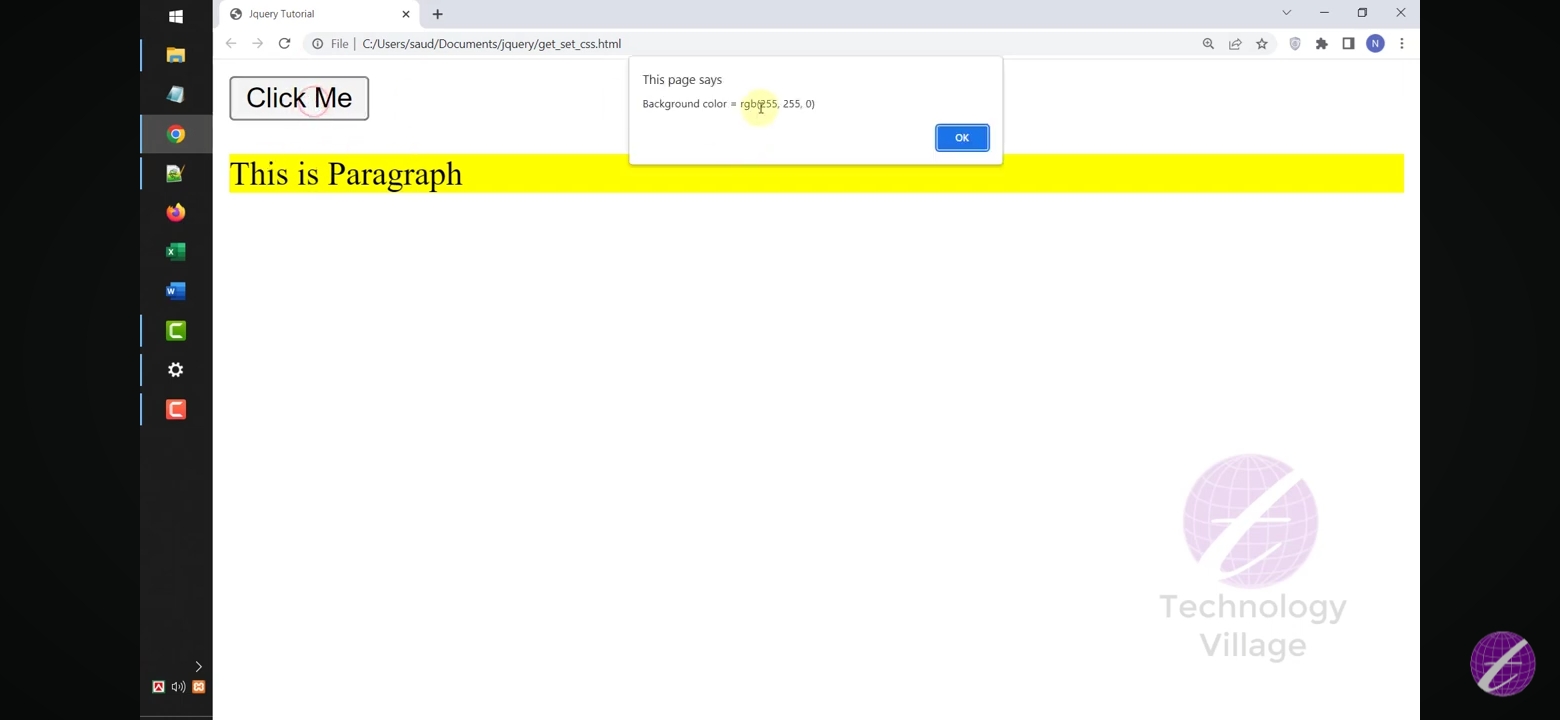 Jquery Tutorial
File
C:/Users/saud/Documents/jquery/get_set_css.html
N
This page says
Background color = rgb(255, 255, 0)
OK
Click Me
This is Paragraph
Technology
Village